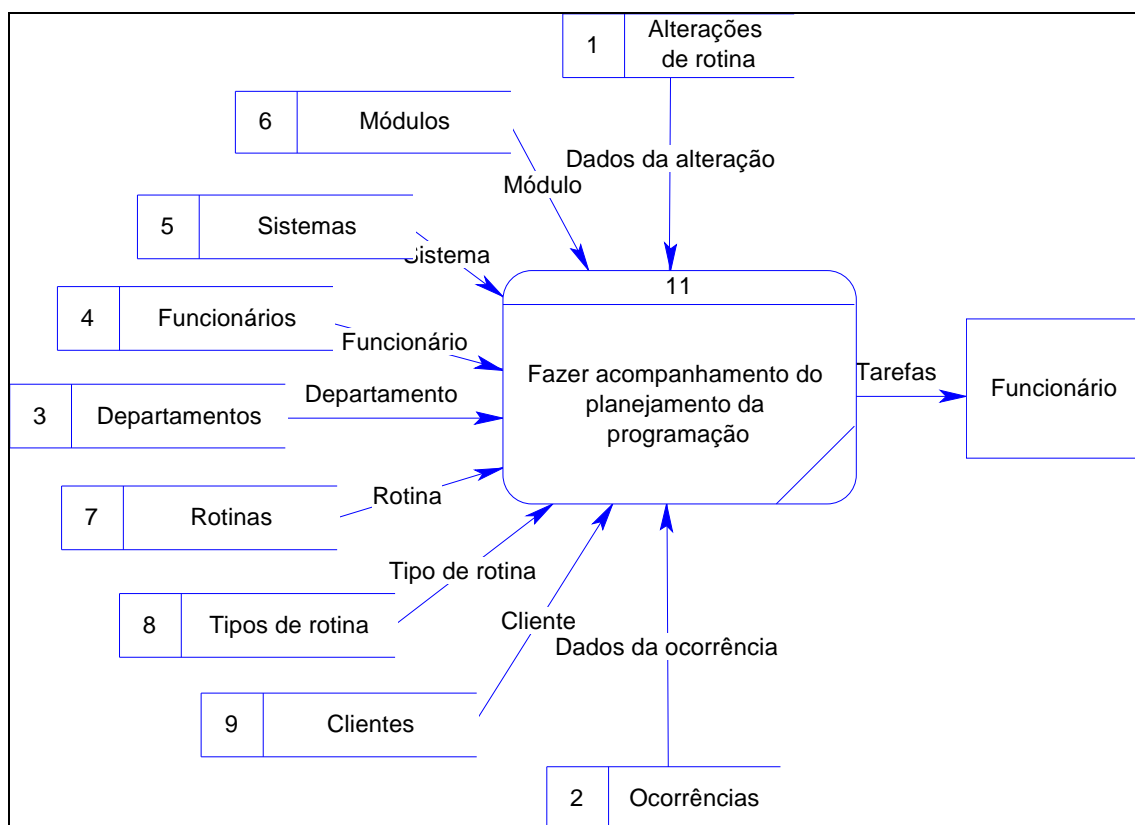 1
Alterações
de rotina
6
Módulos
Dados da alteração
Módulo
5
Sistemas
Sistema
11
4
Funcionários
Funcionário
Fazer acompanhamento do
planejamento da
programação
Tarefas
Funcionário
3
Departamentos
Departamento
7
Rotinas
Rotina
8
Tipos de rotina
Tipo de rotina
9
Clientes
Cliente
Dados da ocorrência
2
Ocorrências